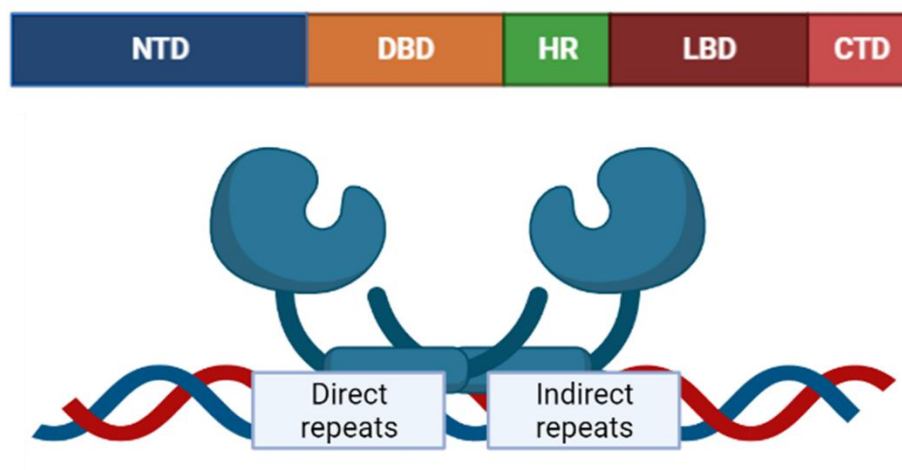 NTD DBD HR LBD CTD
Direct
repeats
Indirect
repeats